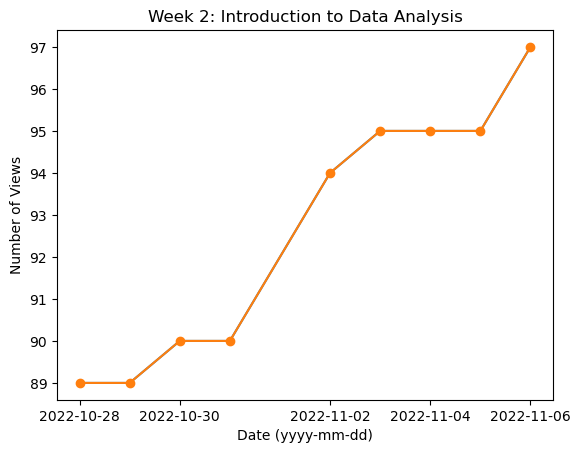 Week 2: Introduction to Data Analysis
97
96
95
94
93
92
91
90
89
Number of Views
2022-10-28 2022-10-30 2022-11-02 2022-11-04 2022-11-06
Date (yyyy-mm-dd)